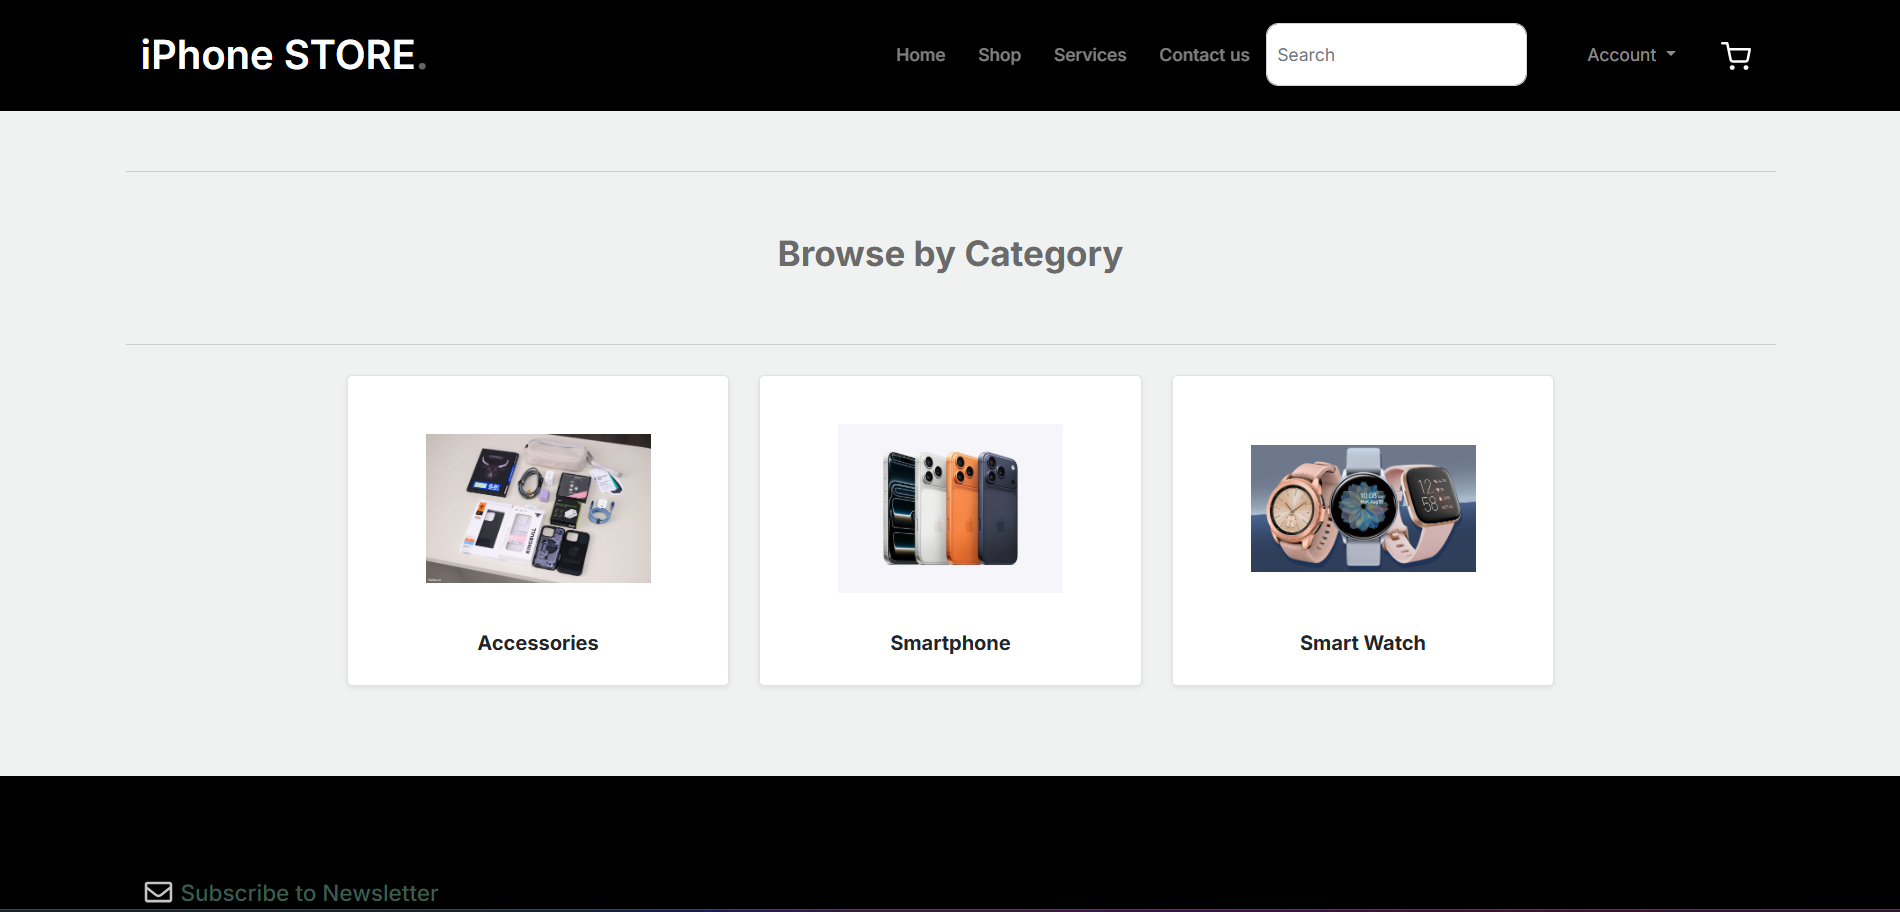 iPhone STORE.
Home
Shop
Services
Contact us
Search
Account
Browse by Category
Accessories
Smartphone
Smart Watch
Subscribe to Newsletter